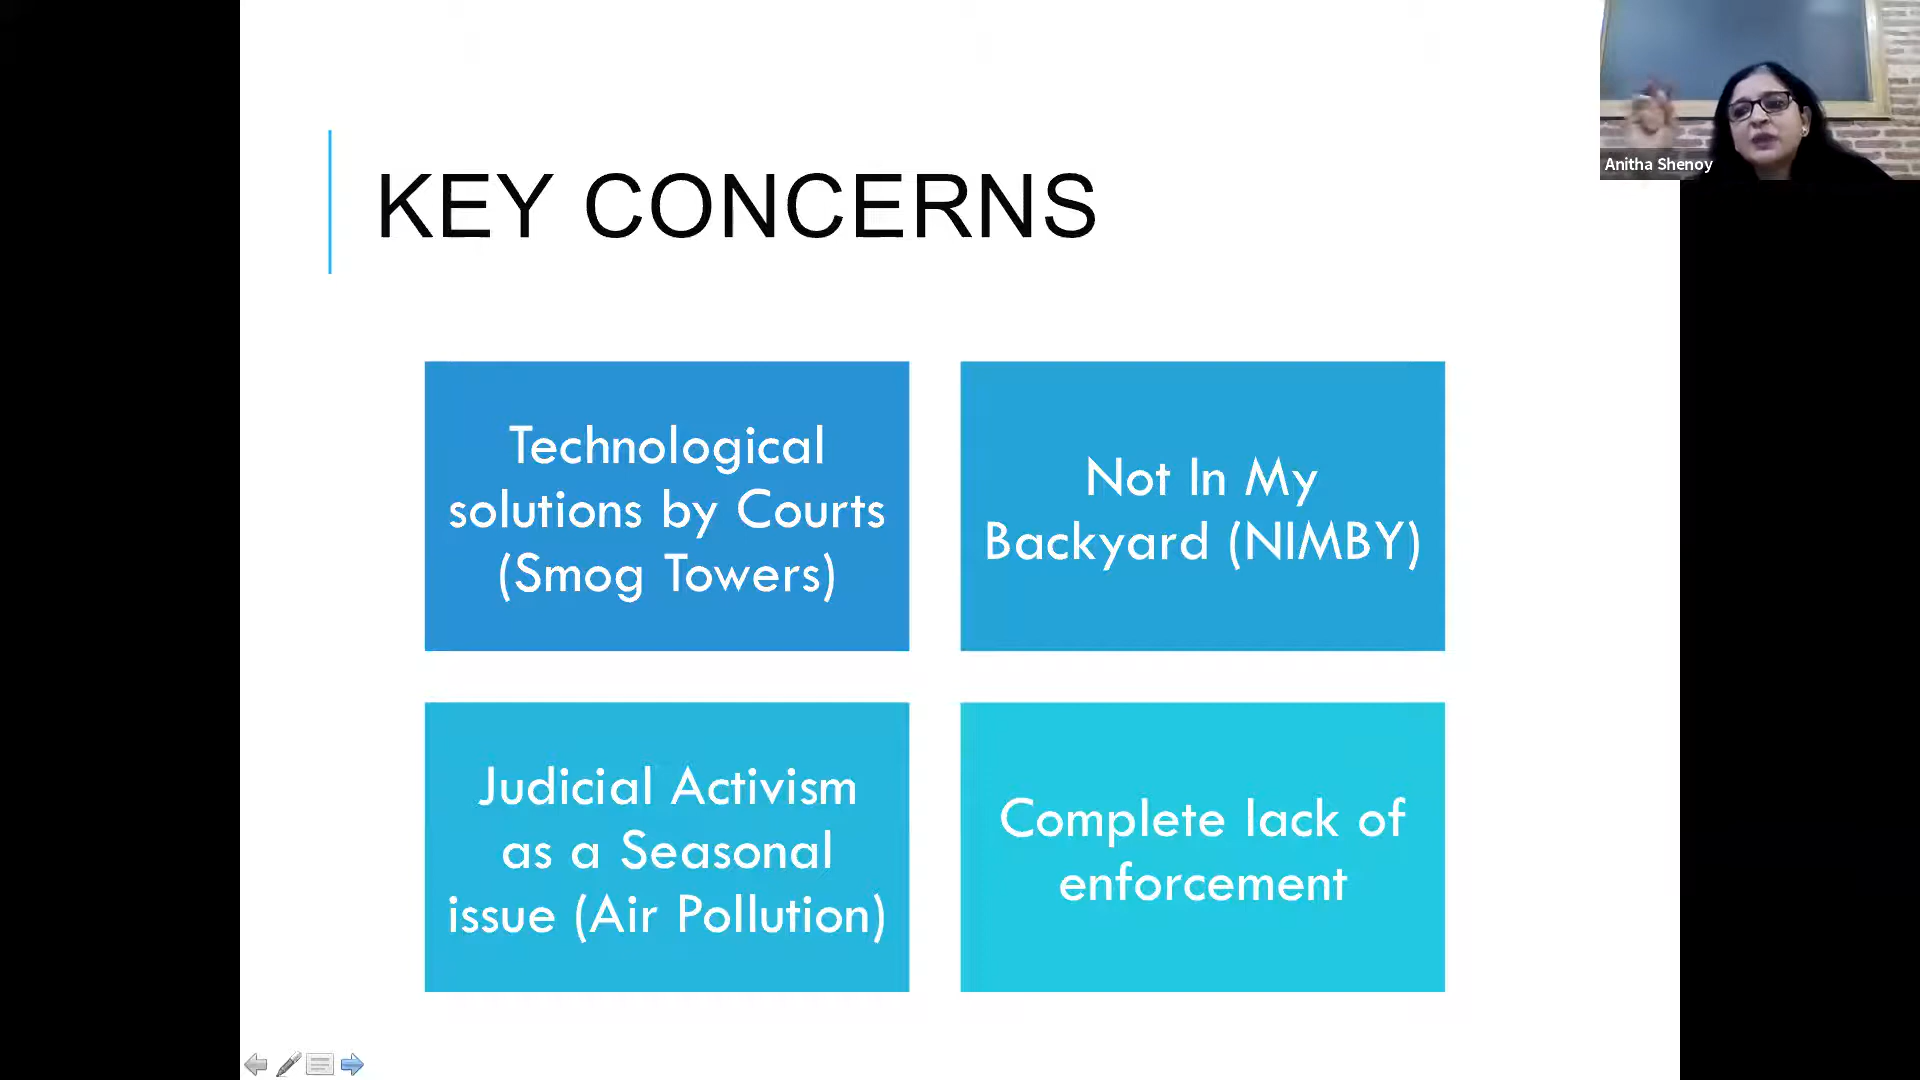 KEY CONCERNS
Anitha Shenoy
Technological
solutions by Courts
(Smog Towers)
Not In My
Backyard (NIMBY)
Judicial Activism
as a Seasonal
issue (Air Pollution)
Complete lack of
enforcement